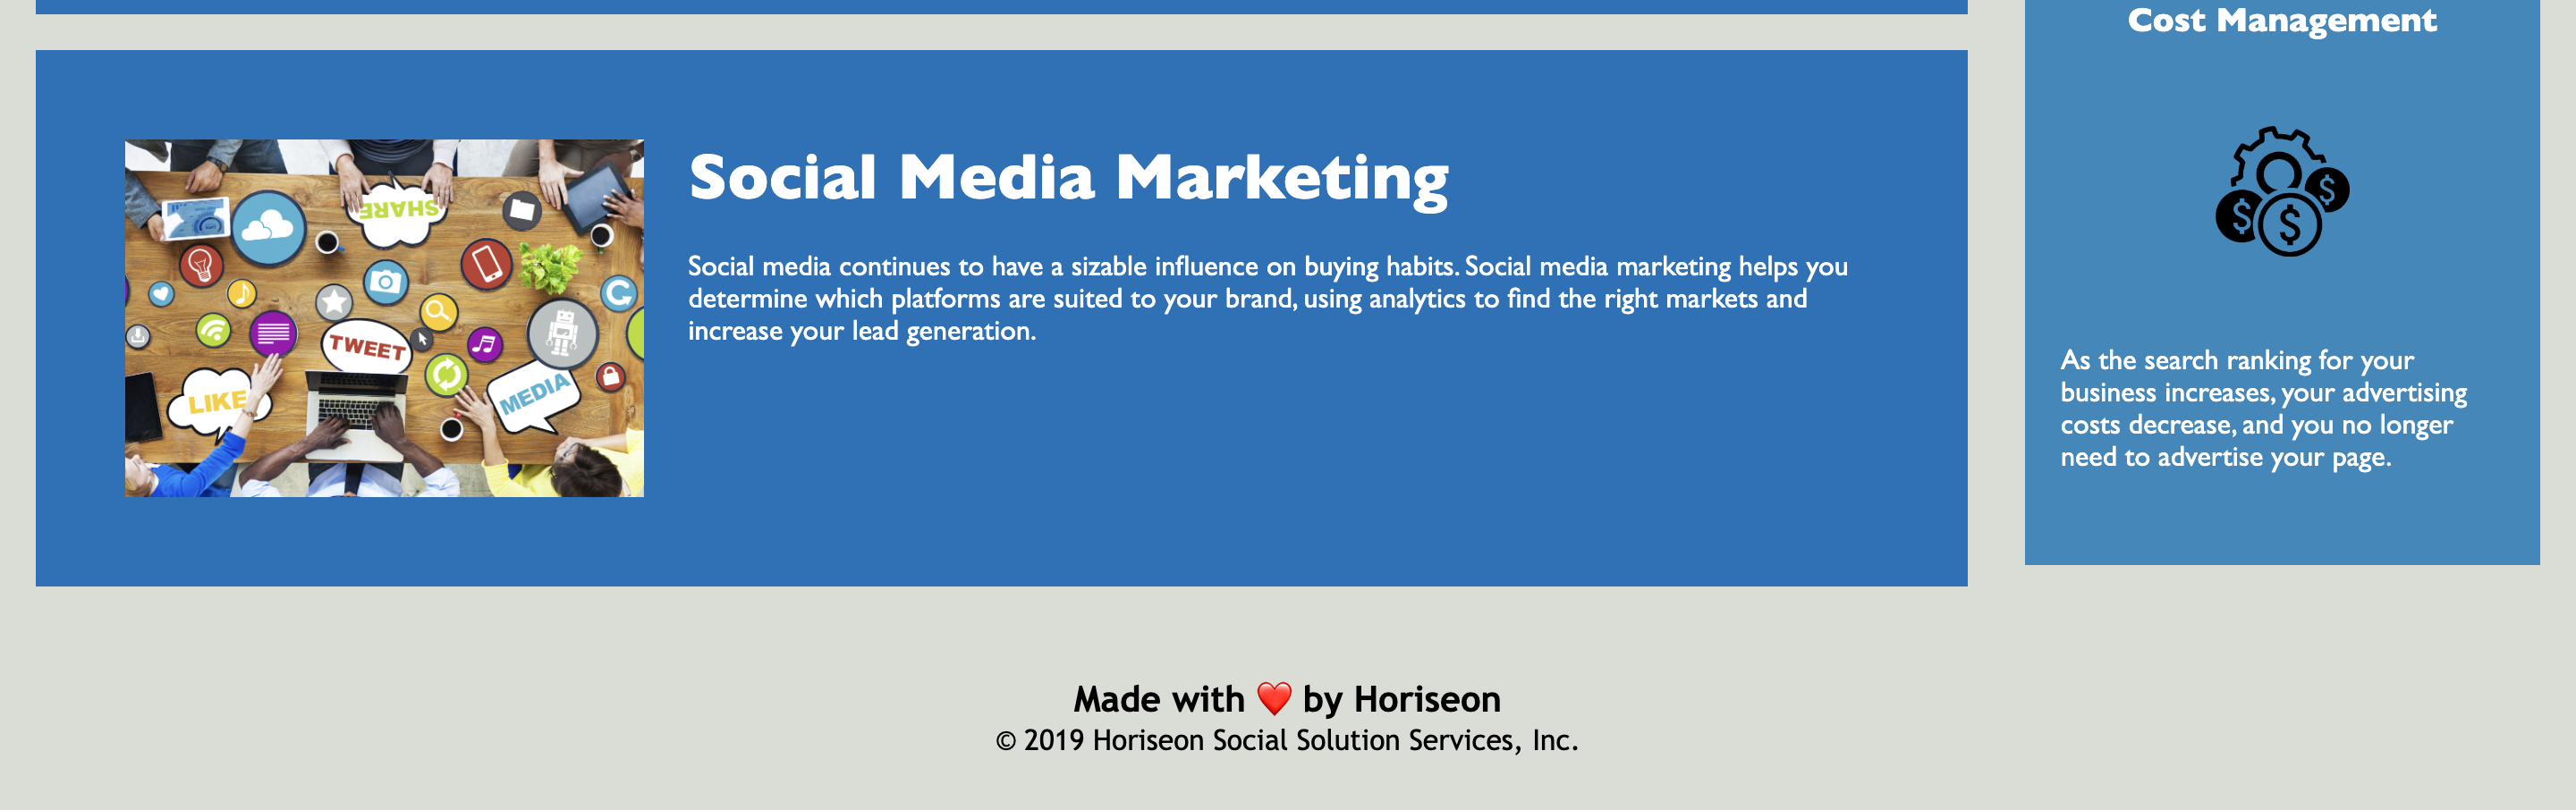 Cost Management
Social Media Marketing
SHARE
Social media continues to have a sizable influence on buying habits. Social media marketing helps you
determine which platforms are suited to your brand, using analytics to find the right markets and
increase your lead generation.
TWEET
LIKE
MEDIA
$
$
$
As the search ranking for your
business increases, your advertising
costs decrease, and you no longer
need to advertise your page.
Made with ❤️ by Horiseon
© 2019 Horiseon Social Solution Services, Inc.